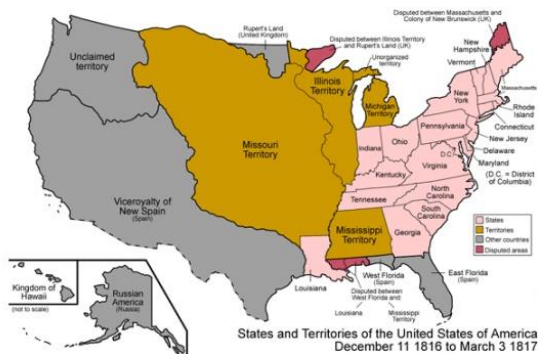 Disputed between Massachusetts and
Colony of New Brunswick (UK)
Rupert's Land
(United Kingdom)
Disputed between Illinois Territory
and Rupert's Land (UK)
Unorganized
territory
New
Hampshire
Vermont
Unclaimed
territory
Illinois
Territory
Michigan
Territory
New
York
Massachusetts
Rhode
Island
Connecticut
New Jersey
Delaware
Maryland
(D.C. = District
of Columbia)
Pennsylvania
D.C.
Missouri
Territory
Indiana
Ohio
Virginia
Kentucky
North
Carolina
Tennessee
South
Carolina
Viceroyalty of
New Spain
(Spain)
Mississippi
Territory
Georgia
States
Territories
Other countries
Disputed areas
Kingdom of
Hawaii
(not to scale)
Russian
America
(Russia)
Louisiana
West Florida
(Spain)
East Florida
(Spain)
Disputed between
West Florida and
Louisiana
Mississippi
Territory
States and Territories of the United States of America
December 11 1816 to March 3 1817